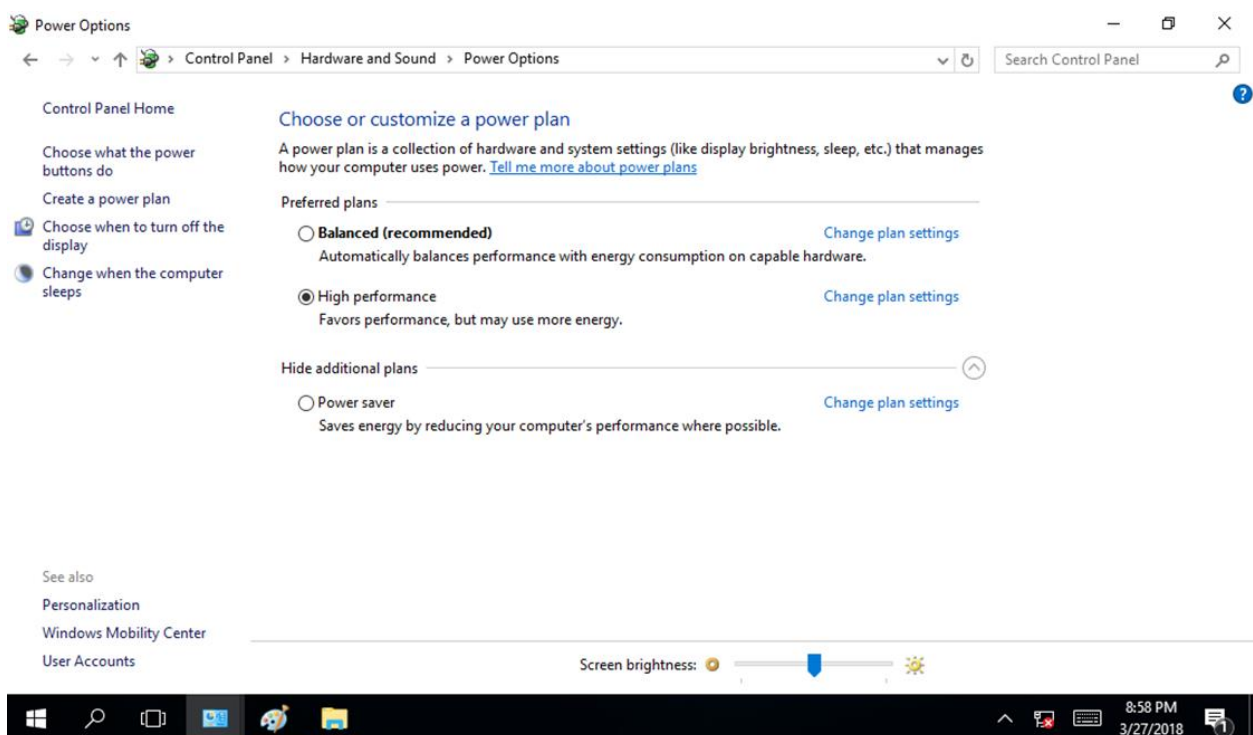 Power Options
Control Panel > Hardware and Sound > Power Options
Search Control Panel
Control Panel Home
Choose what the power
buttons do
Create a power plan
Choose when to turn off the
display
Change when the computer
sleeps
Choose or customize a power plan
A power plan is a collection of hardware and system settings (like display brightness, sleep, etc.) that manages
how your computer uses power. Tell me more about power plans
Preferred plans
Balanced (recommended)
Change plan settings
Automatically balances performance with energy consumption on capable hardware.
High performance
Change plan settings
Favors performance, but may use more energy.
Hide additional plans
Power saver
Change plan settings
Saves energy by reducing your computer's performance where possible.
See also
Personalization
Windows Mobility Center
User Accounts
Screen brightness:
8:58 PM
3/27/2018
1